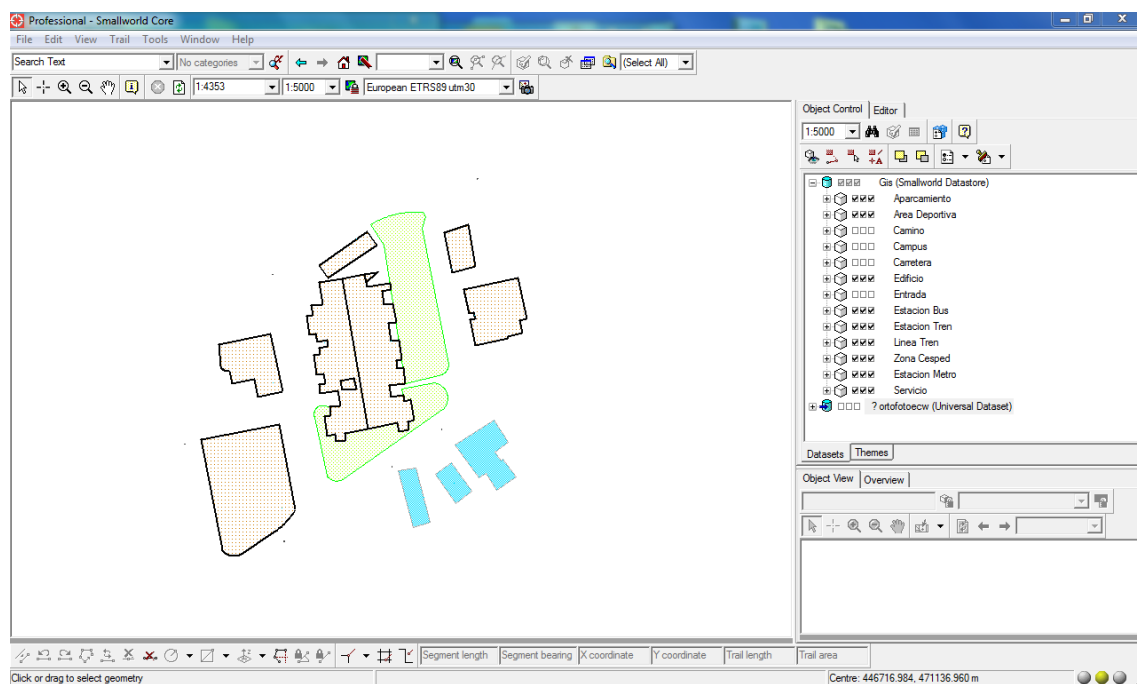 Professional - Smallworld Core
File Edit View Trail Tools Window Help
Search Text No categories (Select All)
1:4353 1:5000 European ETRS89 utm30
Object Control Editor
1:5000
Gis (Smallworld Datastore)
Aparcamiento
Area Deportiva
Camino
Campus
Carretera
Edificio
Entrada
Estacion Bus
Estacion Tren
Linea Tren
Zona Cesped
Estacion Metro
Servicio
? ortofotoecw (Universal Dataset)
Datasets Themes
Object View Overview
Segment length Segment bearing X coordinate Y coordinate Trail length Trail area
Click or drag to select geometry Centre: 446716.984, 471136.960 m